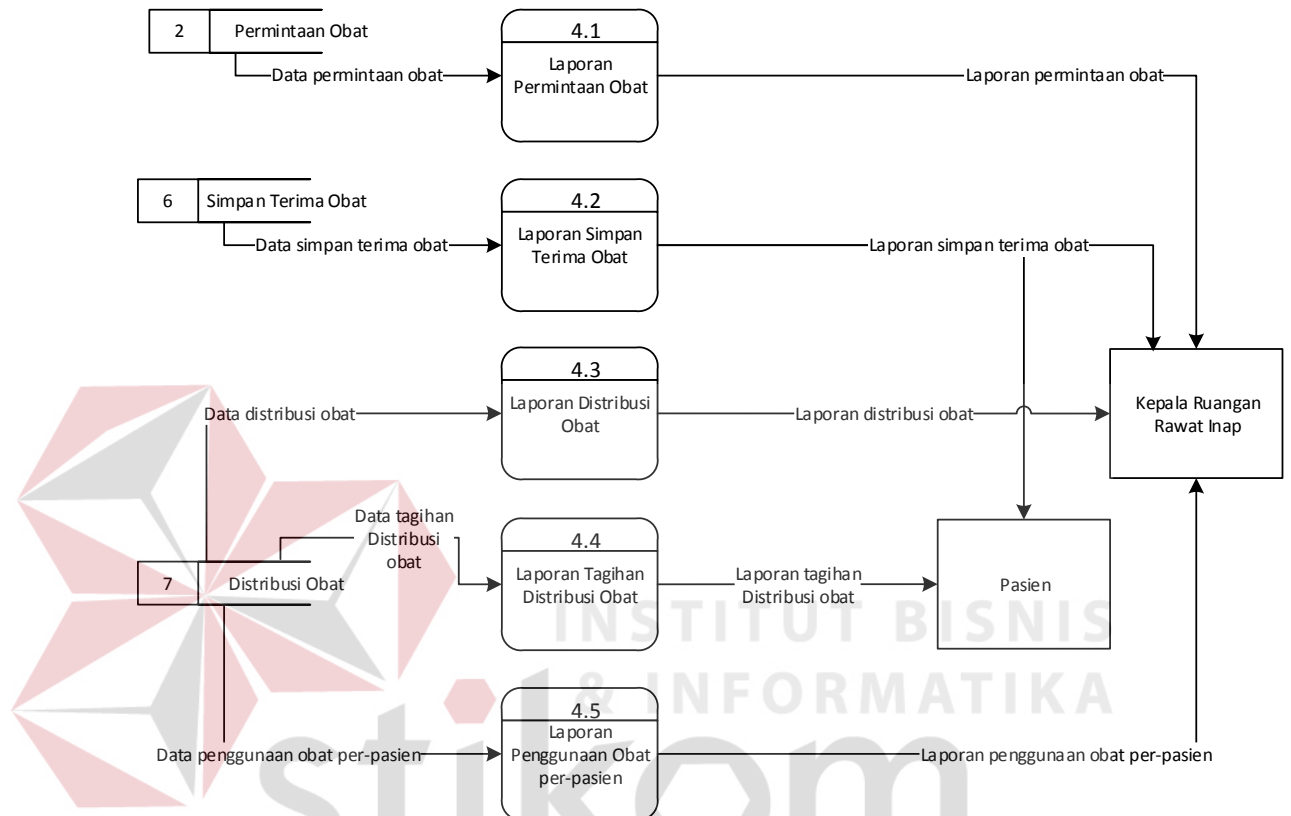 2
Permintaan Obat
4.1
Laporan
Permintaan Obat
Data permintaan obat
Laporan permintaan obat
6
Simpan Terima Obat
4.2
Laporan Simpan
Terima Obat
Data simpan terima obat
Laporan simpan terima obat
4.3
Laporan Distribusi
Obat
Data distribusi obat
Laporan distribusi obat
Kepala Ruangan
Rawat Inap
Data tagihan
Distribusi
obat
7
Distribusi Obat
4.4
Laporan Tagihan
Distribusi Obat
Laporan tagihan
Distribusi obat
Pasien
INSTITUT BISNIS
& INFORMATIKA
stikom
4.5
Laporan
Penggunaan Obat
per-pasien
Data penggunaan obat per-pasien
Laporan penggunaan obat per-pasien